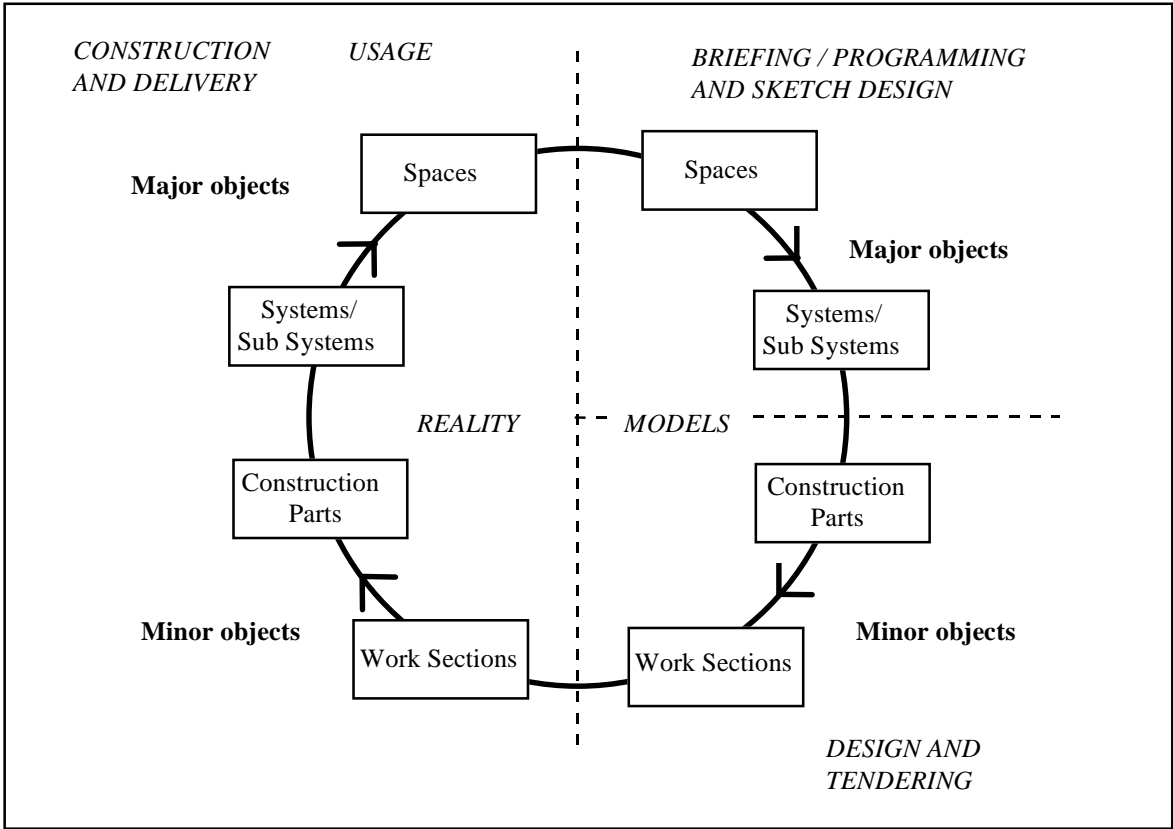 CONSTRUCTION
AND DELIVERY
USAGE
BRIEFING / PROGRAMMING
AND SKETCH DESIGN
Spaces
Spaces
Major objects
Major objects
Systems/
Sub Systems
Systems/
Sub Systems
REALITY
MODELS
Construction
Parts
Construction
Parts
Minor objects
Minor objects
Work Sections
Work Sections
DESIGN AND
TENDERING